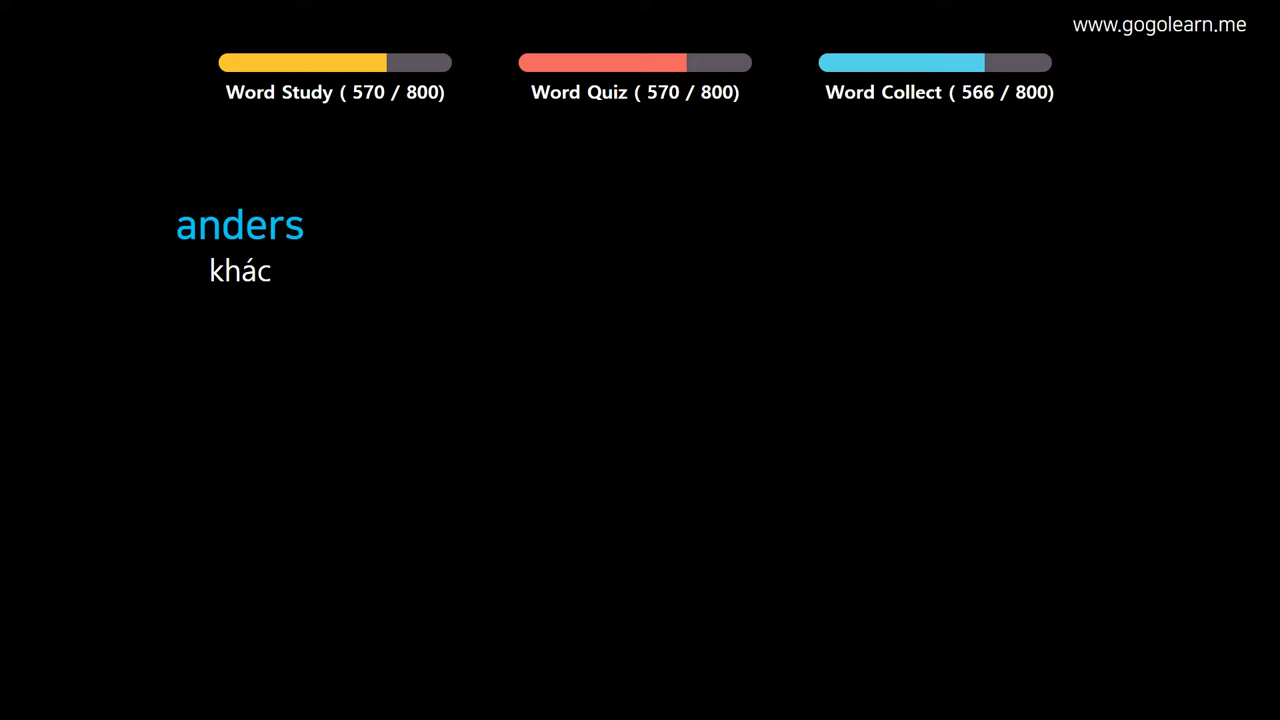 www.gogolearn.me
Word Study ( 570 / 800)
Word Quiz ( 570 / 800)
Word Collect ( 566 / 800)
anders
khác